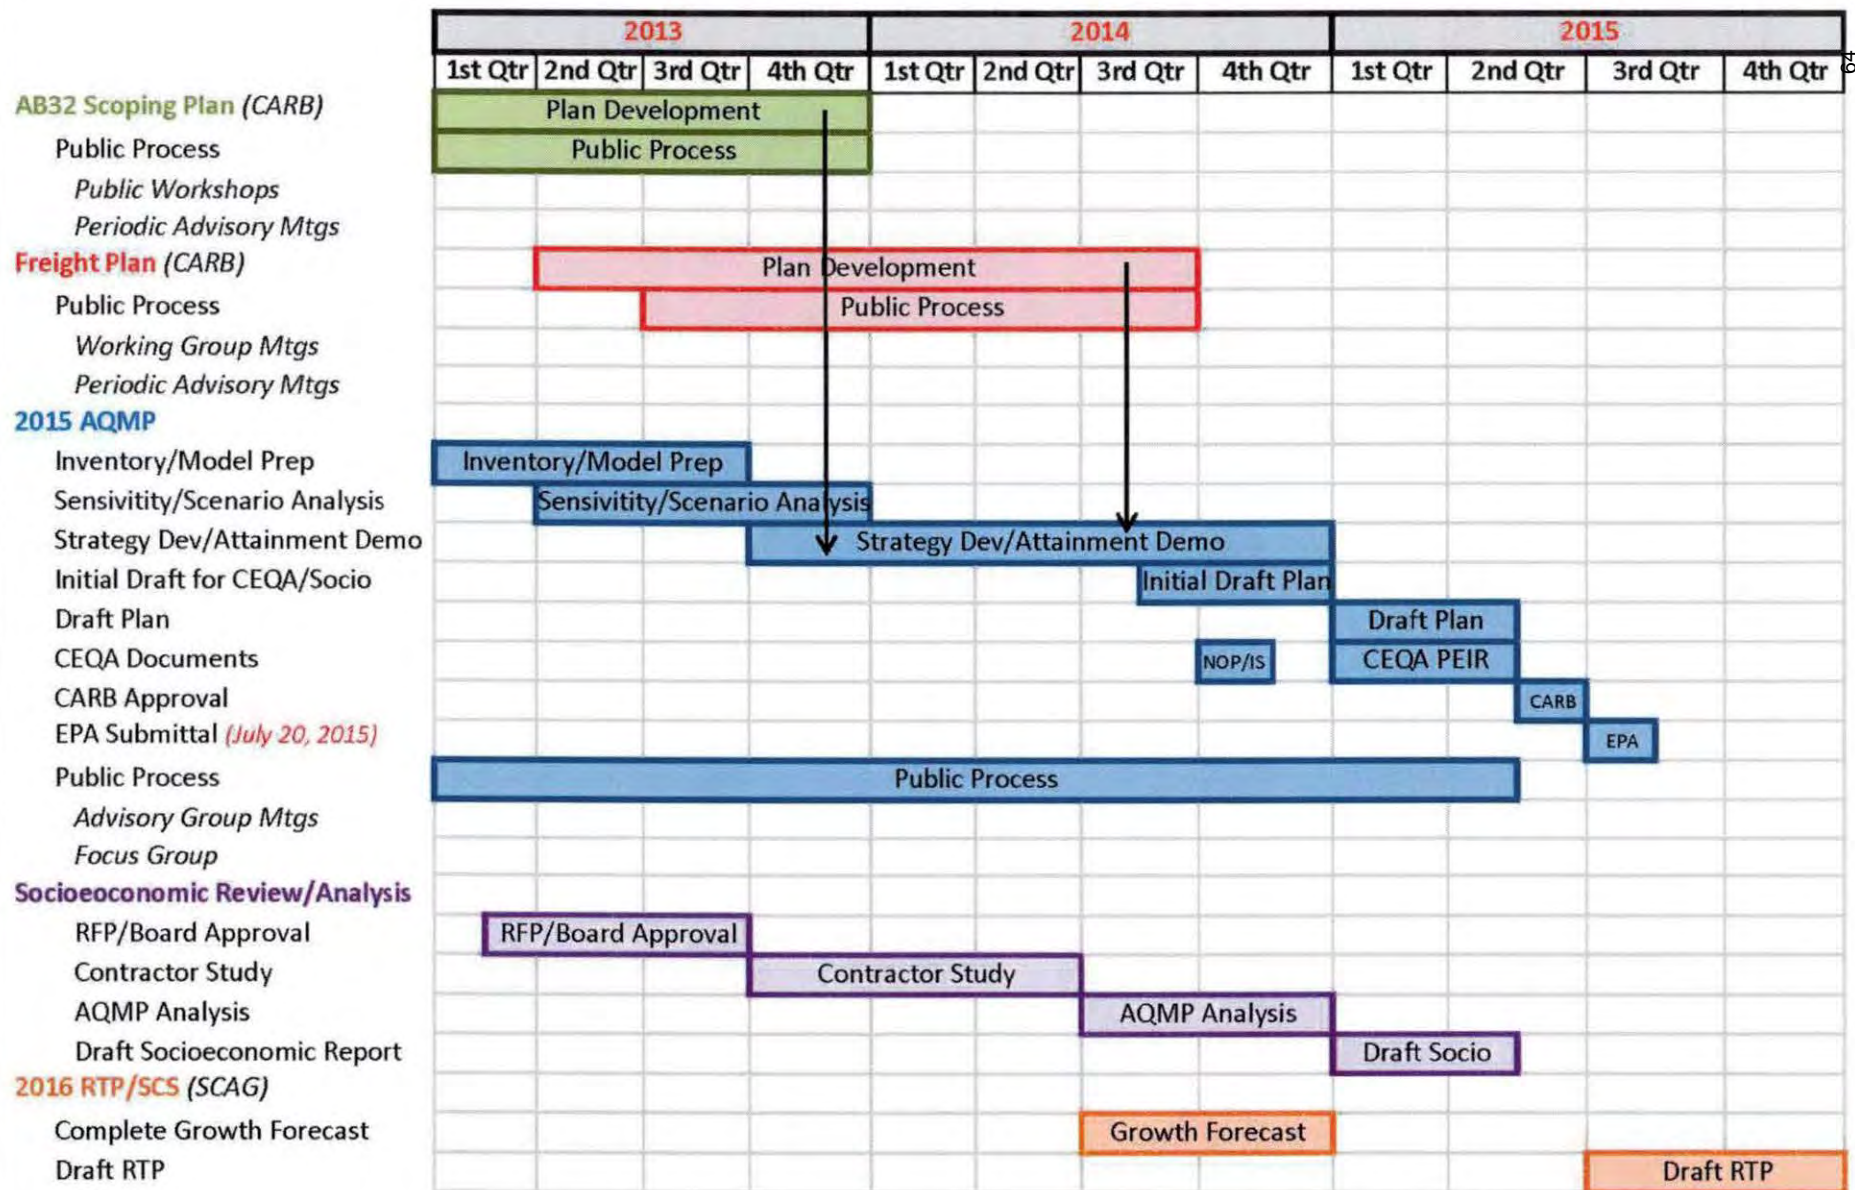 2013 2014 2015
1st Qtr 2nd Qtr 3rd Qtr 4th Qtr 1st Qtr 2nd Qtr 3rd Qtr 4th Qtr 1st Qtr 2nd Qtr 3rd Qtr 4th Qtr
49
AB32 Scoping Plan (CARB) Plan Development
Public Process Public Process
Public Workshops
Periodic Advisory Mtgs
Freight Plan (CARB) Plan Development
Public Process Public Process
Working Group Mtgs
Periodic Advisory Mtgs
2015 AQMP
Inventory/Model Prep Inventory/Model Prep
Sensivitity/Scenario Analysis Sensivitity/Scenario Analysis
Strategy Dev/Attainment Demo Strategy Dev/Attainment Demo
Initial Draft for CEQA/Socio Initial Draft Plan
Draft Plan Draft Plan
CEQA Documents NOP/IS CEQA PEIR
CARB Approval CARB
EPA Submittal (July 20, 2015) EPA
Public Process Public Process
Advisory Group Mtgs
Focus Group
Socioeoconomic Review/Analysis
RFP/Board Approval RFP/Board Approval
Contractor Study Contractor Study
AQMP Analysis AQMP Analysis
Draft Socioeconomic Report Draft Socio
2016 RTP/SCS (SCAG)
Complete Growth Forecast Growth Forecast
Draft RTP Draft RTP